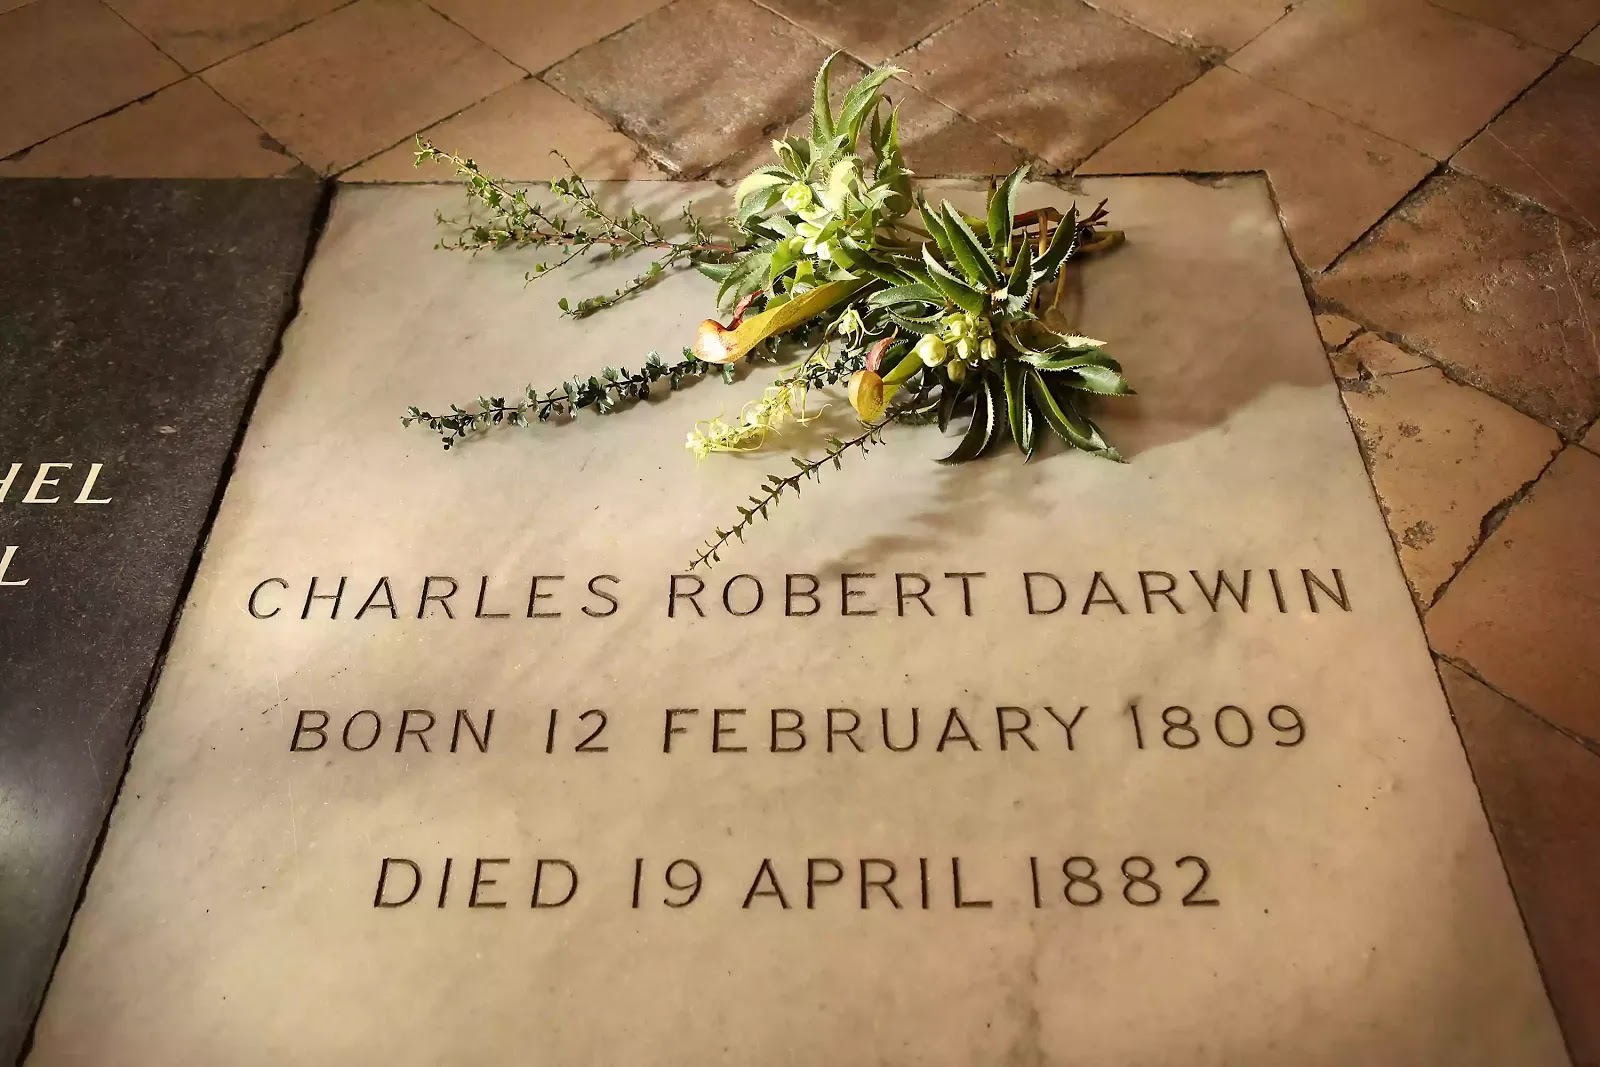 HEL
L
CHARLES ROBERT DARWIN
BORN 12 FEBRUARY 1809
DIED 19 APRIL 1882